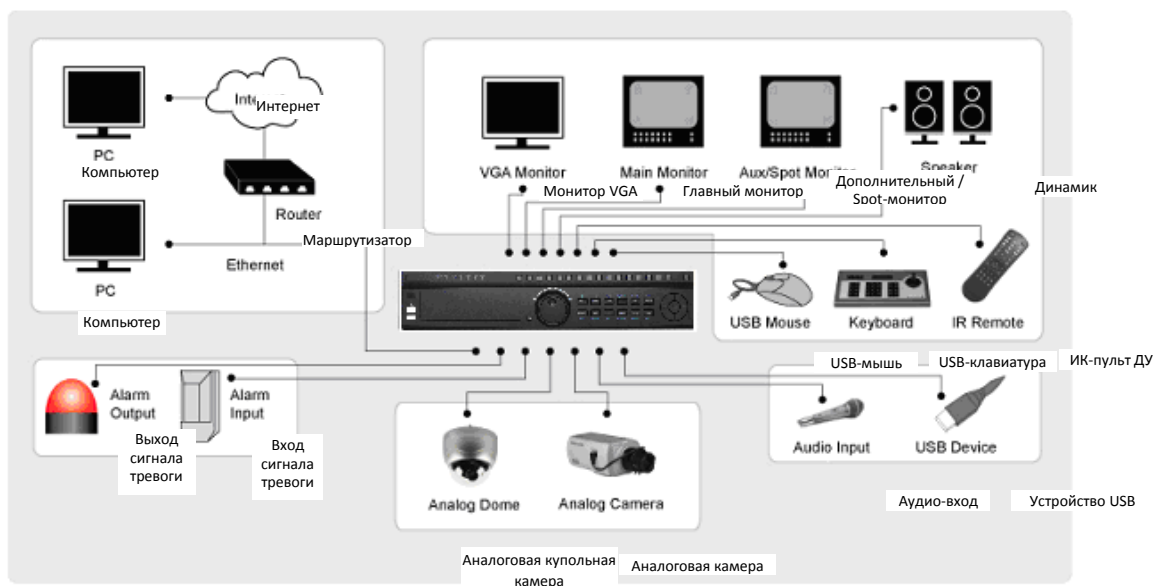 Интернет
PC
Компьютер
Router
Маршрутизатор
Ethernet
PC
Компьютер
VGA Monitor
Main Monitor
Aux/Spot
Speaker
Монитор VGA
Главный монитор
Дополнительный /
Spot-монитор
Динамик
USB Mouse
Keyboard
IR Remote
USB-мышь
USB-клавиатура
ИК-пульт ДУ
Alarm
Output
Alarm
Input
Выход
сигнала
тревоги
Вход
сигнала
тревоги
Analog Dome
Analog Camera
Аналоговая купольная
камера
Аналоговая камера
Audio Input
USB Device
Аудио-вход
Устройство USB